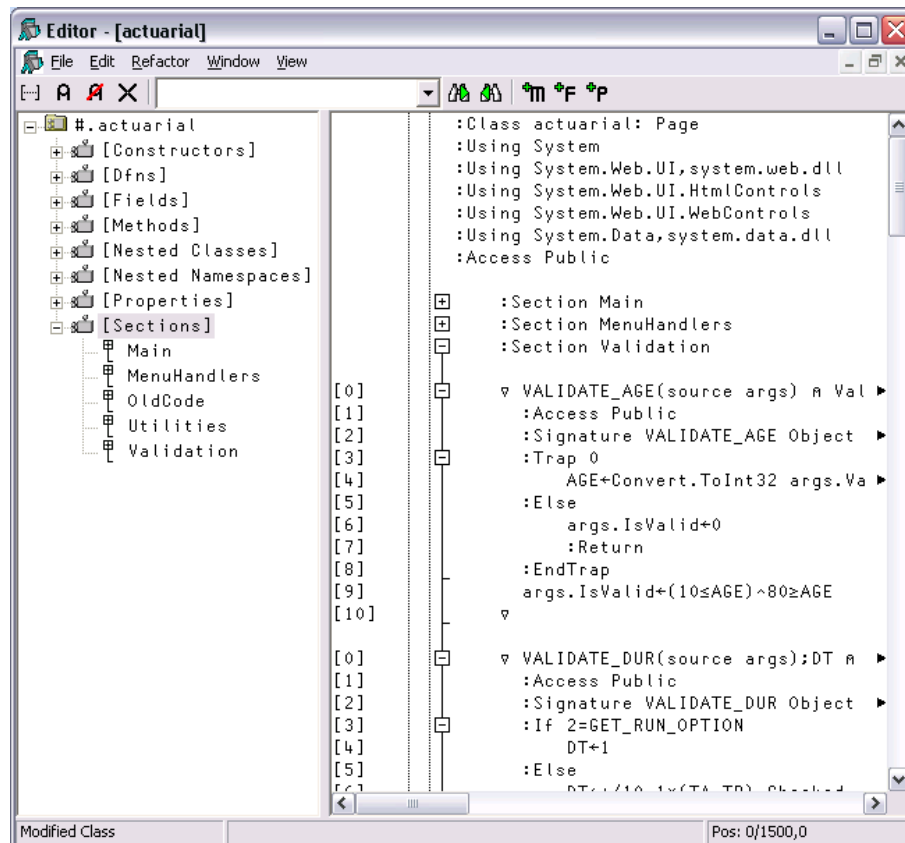 Editor - [actuarial]
File Edit Refactor Window View
[...] A A X m F P
#.actuarial
[Constructors]
[Dfns]
[Fields]
[Methods]
[Nested Classes]
[Nested Namespaces]
[Properties]
[Sections]
Main
MenuHandlers
OldCode
Utilities
Validation
:Class actuarial: Page
:Using System
:Using System.Web.UI,system.web.dll
:Using System.Web.UI.HtmlControls
:Using System.Web.UI.WebControls
:Using System.Data,system.data.dll
:Access Public
:Section Main
:Section MenuHandlers
:Section Validation
[0] ∇ VALIDATE_AGE(source args) ⍝ Val
[1] :Access Public
[2] :Signature VALIDATE_AGE Object
[3] :Trap 0
[4] AGE←Convert.ToInt32 args.Va
[5] :Else
[6] args.IsValid←0
[7] :Return
[8] :EndTrap
[9] args.IsValid←(10≤AGE)^80≥AGE
[10] ∇
[0] ∇ VALIDATE_DUR(source args);DT ⍝
[1] :Access Public
[2] :Signature VALIDATE_DUR Object
[3] :If 2=GET_RUN_OPTION
[4] DT←1
[5] :Else
Modified Class Pos: 0/1500,0